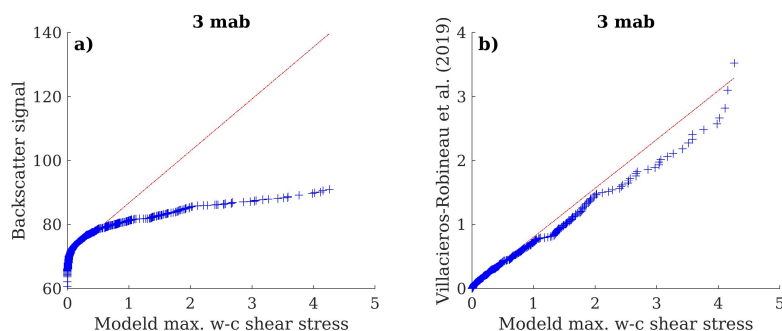 3 mab
a)
Backscatter signal
140
120
100
80
60
0 1 2 3 4 5
Modeld max. w-c shear stress
3 mab
b)
Villacieros-Robineau et al. (2019)
4
3
2
1
0
0 1 2 3 4 5
Modeld max. w-c shear stress